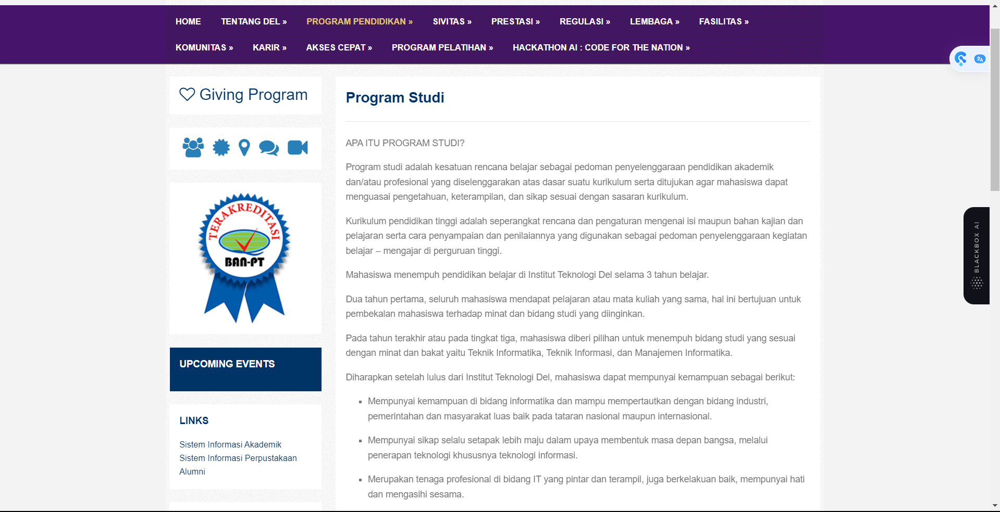 HOME TENTANG DEL » PROGRAM PENDIDIKAN » SIVITAS » PRESTASI » REGULASI » LEMBAGA » FASILITAS »
KOMUNITAS » KARIR » AKSES CEPAT » PROGRAM PELATIHAN » HACKATHON AI : CODE FOR THE NATION »
Giving Program
TERAKREDITASI
BAN-PT
UPCOMING EVENTS
LINKS
Sistem Informasi Akademik
Sistem Informasi Perpustakaan
Alumni
Program Studi
APA ITU PROGRAM STUDI?
Program studi adalah kesatuan rencana belajar sebagai pedoman penyelenggaraan pendidikan akademik
dan/atau profesional yang diselenggarakan atas dasar suatu kurikulum serta ditujukan agar mahasiswa dapat
menguasai pengetahuan, keterampilan, dan sikap sesuai dengan sasaran kurikulum.
Kurikulum pendidikan tinggi adalah seperangkat rencana dan pengaturan mengenai isi maupun bahan kajian dan
pelajaran serta cara penyampaian dan penilaiannya yang digunakan sebagai pedoman penyelenggaraan kegiatan
belajar – mengajar di perguruan tinggi.
Mahasiswa menempuh pendidikan belajar di Institut Teknologi Del selama 3 tahun belajar.
Dua tahun pertama, seluruh mahasiswa mendapat pelajaran atau mata kuliah yang sama, hal ini bertujuan untuk
pembekalan mahasiswa terhadap minat dan bidang studi yang diinginkan.
Pada tahun terakhir atau pada tingkat tiga, mahasiswa diberi pilihan untuk menempuh bidang studi yang sesuai
dengan minat dan bakat yaitu Teknik Informatika, Teknik Informasi, dan Manajemen Informatika.
Diharapkan setelah lulus dari Institut Teknologi Del, mahasiswa dapat mempunyai kemampuan sebagai berikut:
Mempunyai kemampuan di bidang informatika dan mampu mempertautkan dengan bidang industri,
pemerintahan dan masyarakat luas baik pada tataran nasional maupun internasional.
Mempunyai sikap selalu setapak lebih maju dalam upaya membentuk masa depan bangsa, melalui
penerapan teknologi khususnya teknologi informasi.
Merupakan tenaga profesional di bidang IT yang pintar dan terampil, juga berkelakuan baik, mempunyai hati
dan mengasihi sesama.
BLACKBOX AI